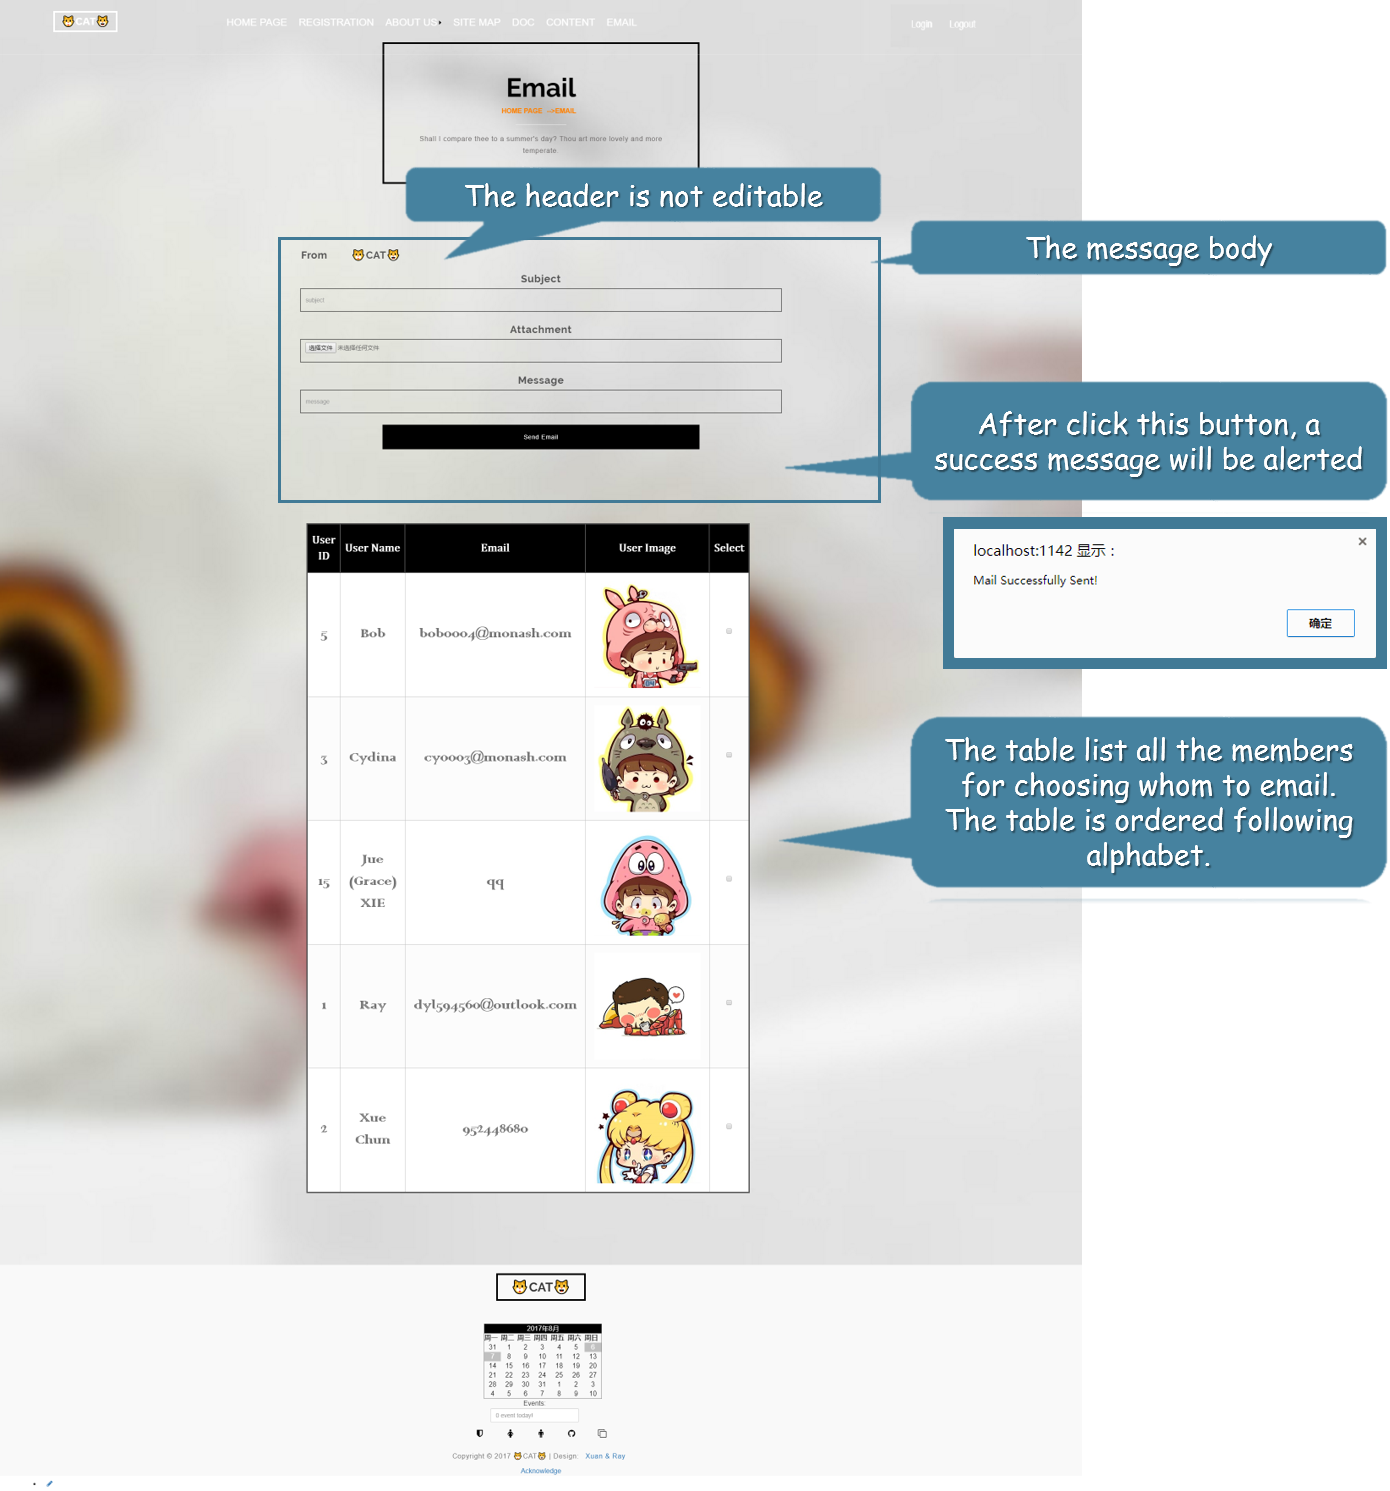 CAT
HOME PAGE REGISTRATION ABOUT US SITE MAP DOC CONTENT EMAIL
Login Logout
Email
HOME PAGE -->EMAIL
Shall I compare thee to a summer's day? Thou art more lovely and more
temperate.
The header is not editable
The message body
From CAT
Subject
subject
Attachment
选择文件 未选择任何文件
Message
message
Send Email
After click this button, a
success message will be alerted
localhost:1142 显示：
×
Mail Successfully Sent!
确定
User ID User Name Email User Image Select
5 Bob bob0004@monash.com
3 Cydina cy0003@monash.com
15 Jue (Grace) XIE qq
1 Ray dyl594560@outlook.com
2 Xue Chun 952448680
The table list all the members
for choosing whom to email.
The table is ordered following
alphabet.
CAT
2017年8月
周一 周二 周三 周四 周五 周六 周日
31 1 2 3 4 5 6
7 8 9 10 11 12 13
14 15 16 17 18 19 20
21 22 23 24 25 26 27
28 29 30 31 1 2 3
4 5 6 7 8 9 10
Events:
0 event today!
Copyright © 2017 CAT | Design: Xuan & Ray
Acknowledge